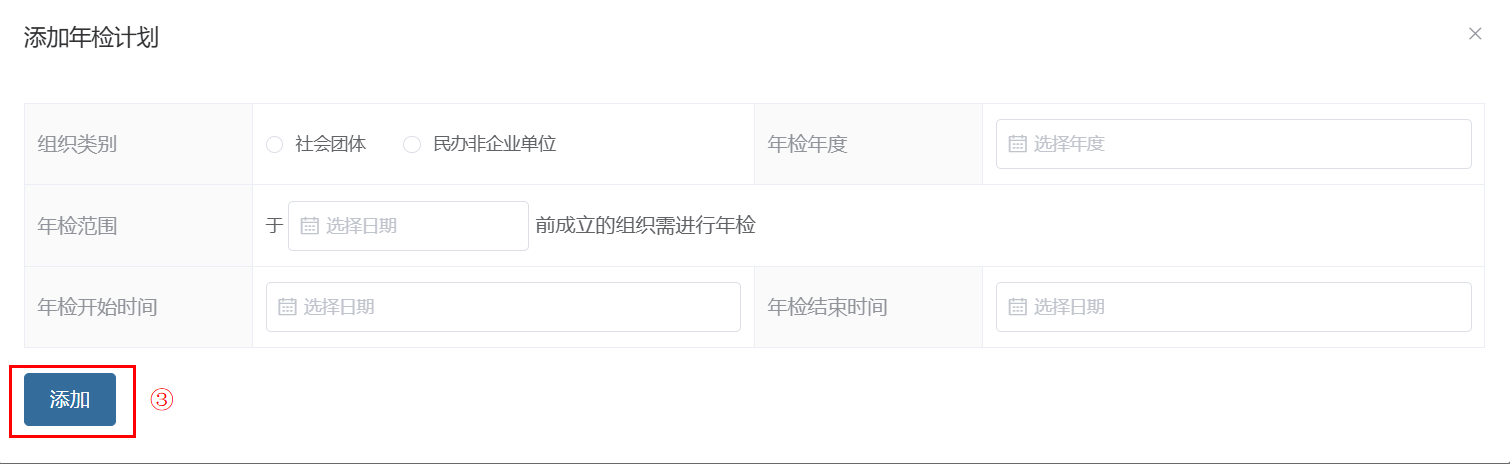 添加年检计划
组织类别 社会团体 民办非企业单位 年检年度 选择年度
年检范围 于 选择日期 前成立的组织需进行年检
年检开始时间 选择日期 年检结束时间 选择日期
添加 ③